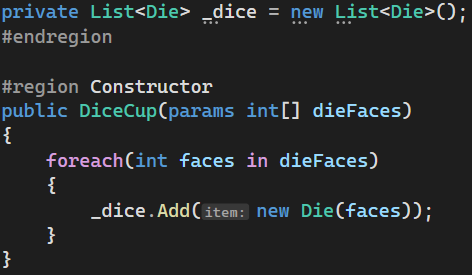 private List<Die> _dice = new List<Die>();
#endregion

#region Constructor
public DiceCup(params int[] dieFaces)
{
    foreach(int faces in dieFaces)
    {
        _dice.Add(item: new Die(faces));
    }
}